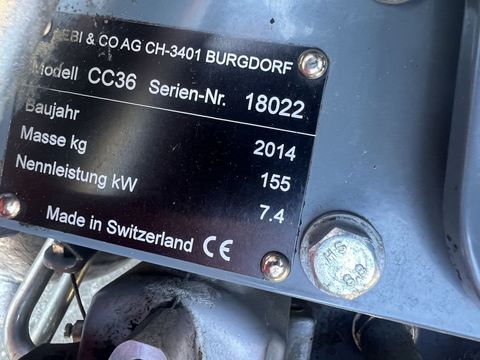 EBI & CO AG CH-3401 BURGDORF
Modell CC36 Serien-Nr. 18022
Baujahr 2014
Masse kg 155
Nennleistung kW 7.4
Made in Switzerland CE
HS
8.8